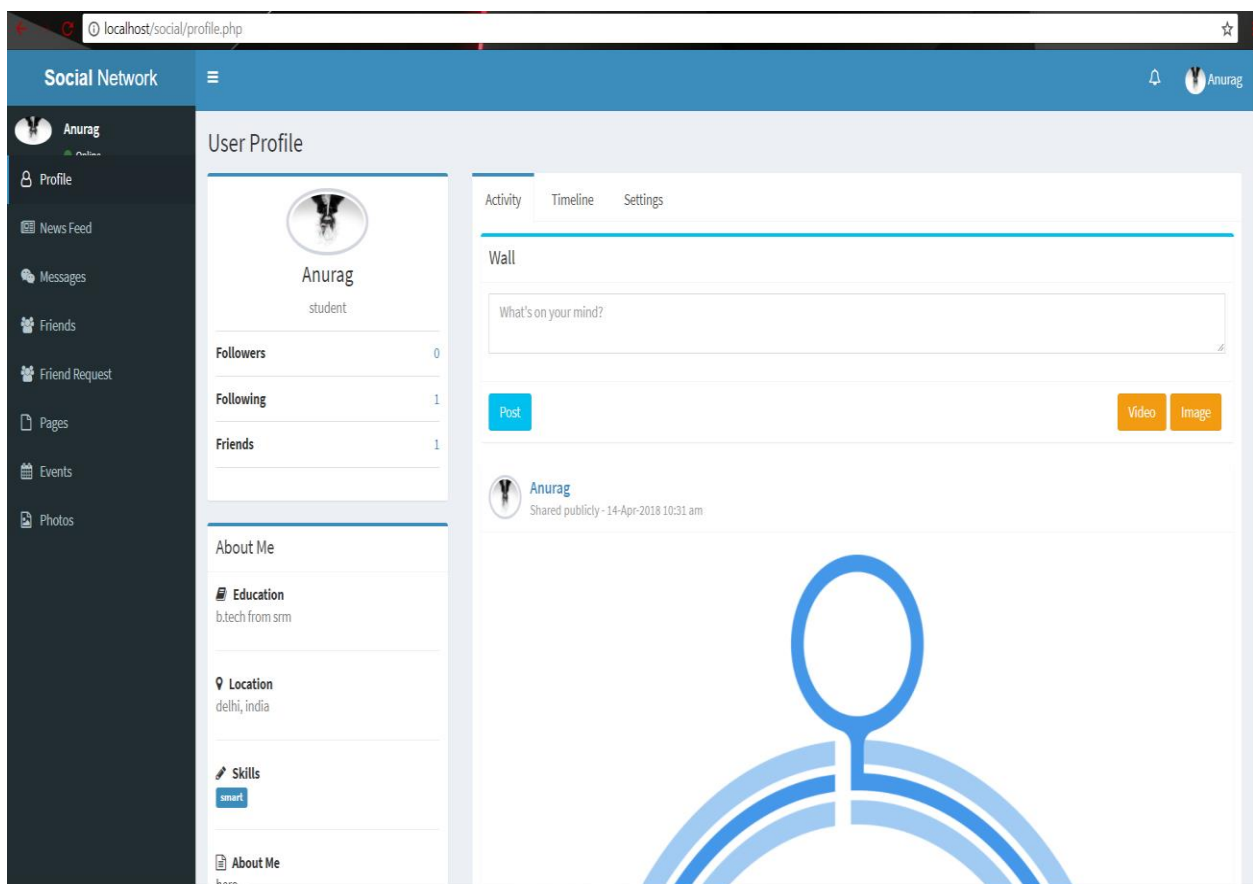 localhost/social/profile.php
Social Network
Anurag
Anurag
Online
Profile
News Feed
Messages
Friends
Friend Request
Pages
Events
Photos
User Profile
Anurag
student
Followers 0
Following 1
Friends 1
About Me
Education
b.tech from srm
Location
delhi, india
Skills
smart
About Me
Activity Timeline Settings
Wall
What's on your mind?
Post Video Image
Anurag
Shared publicly - 14-Apr-2018 10:31 am